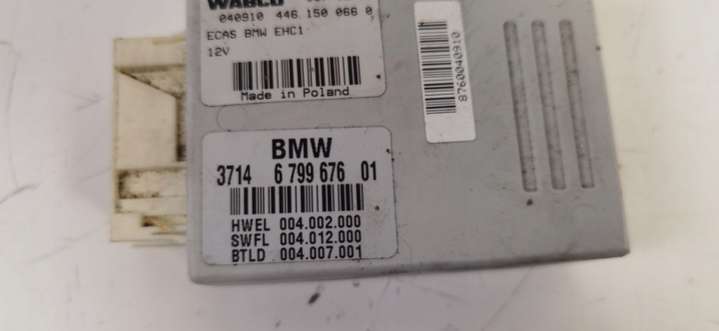 WABCO
040910 446 150 066 0
ECAS BMW EHC1
12V
Made in Poland
8760040910
BMW
3714 6 799 676 01
HWEL 004.002.000
SWFL 004.012.000
BTLD 004.007.001